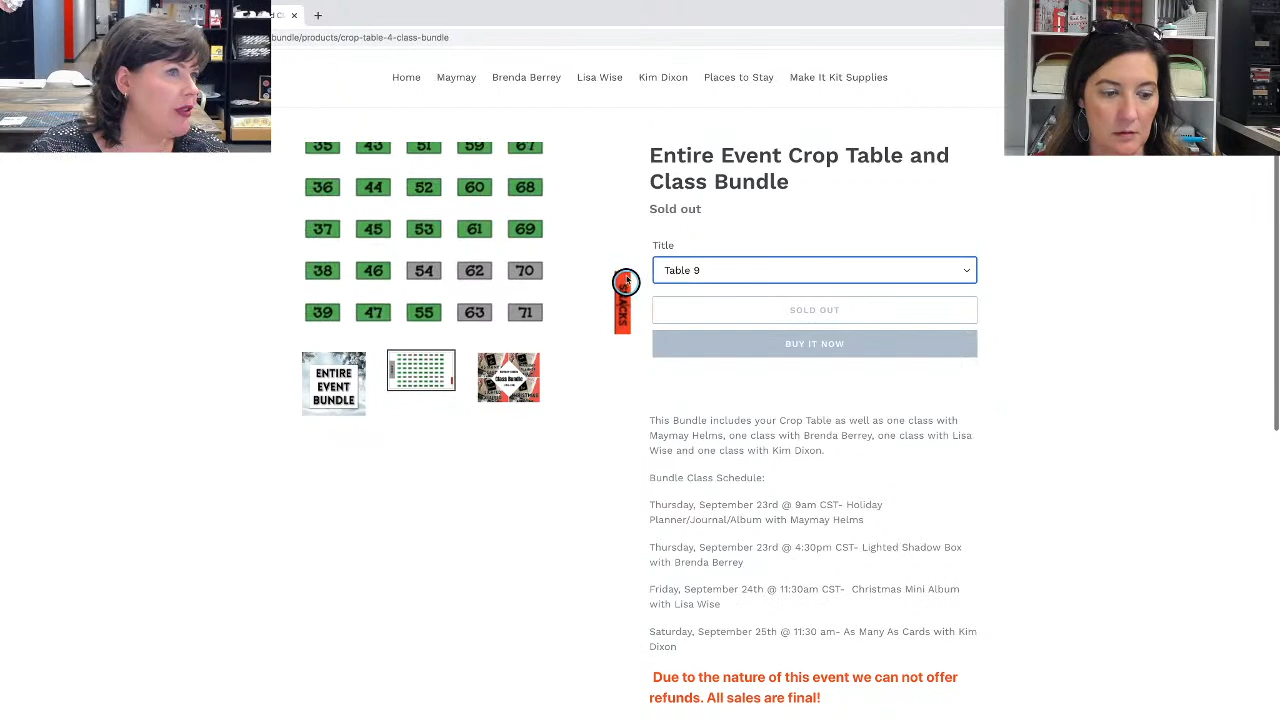 bundle/products/crop-table-4-class-bundle
Home Maymay Brenda Berrey Lisa Wise Kim Dixon Places to Stay Make It Kit Supplies
35 43 51 59 67
36 44 52 60 68
37 45 53 61 69
38 46 54 62 70
39 47 55 63 71
ENTIRE
EVENT
BUNDLE
Class Bundle
Entire Event Crop Table and
Class Bundle
Sold out
Title
Table 9
SOLD OUT
BUY IT NOW
This Bundle includes your Crop Table as well as one class with
Maymay Helms, one class with Brenda Berrey, one class with Lisa
Wise and one class with Kim Dixon.
Bundle Class Schedule:
Thursday, September 23rd @ 9am CST- Holiday
Planner/Journal/Album with Maymay Helms
Thursday, September 23rd @ 4:30pm CST- Lighted Shadow Box
with Brenda Berrey
Friday, September 24th @ 11:30am CST- Christmas Mini Album
with Lisa Wise
Saturday, September 25th @ 11:30 am- As Many As Cards with Kim
Dixon
Due to the nature of this event we can not offer
refunds. All sales are final!